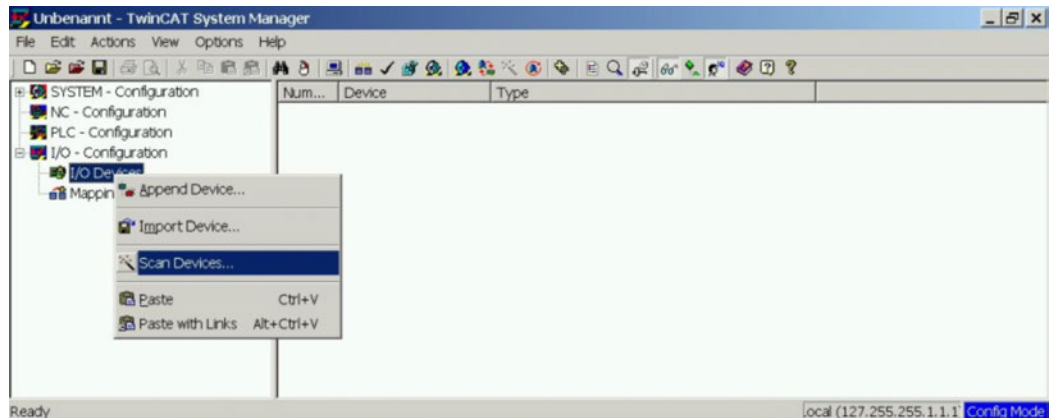 Unbenannt - TwinCAT System Manager
File Edit Actions View Options Help
SYSTEM - Configuration
NC - Configuration
PLC - Configuration
I/O - Configuration
I/O Devices
Mappin
Num... Device Type
Append Device...
Import Device...
Scan Devices...
Paste Ctrl+V
Paste with Links Alt+Ctrl+V
Ready
ocal (127.255.255.1.1.1 Config Mode